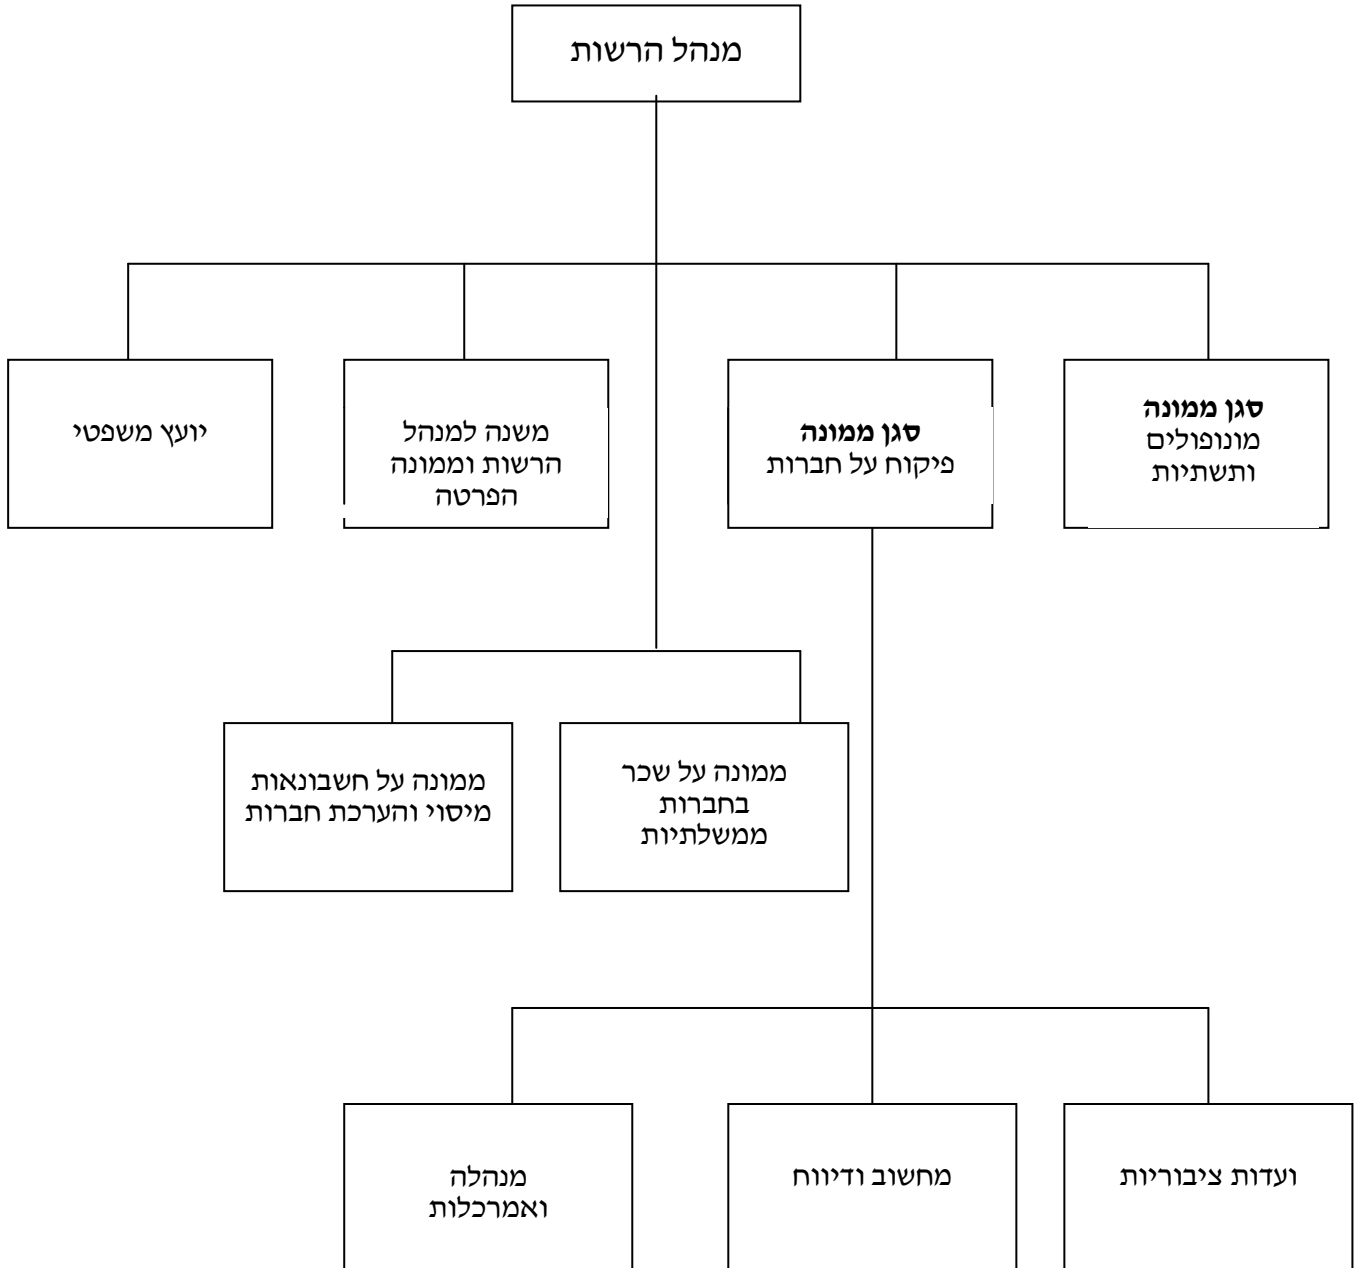 מנהל הרשות
סגן ממונה
מונופולים
ותשתיות
סגן ממונה
פיקוח על חברות
משנה למנהל
הרשות וממונה
הפרטה
יועץ משפטי
ממונה על שכר
בחברות
ממשלתיות
ממונה על חשבונאות
מיסוי והערכת חברות
ועדות ציבוריות
מחשוב ודיווח
מנהלה
ואמרכלות